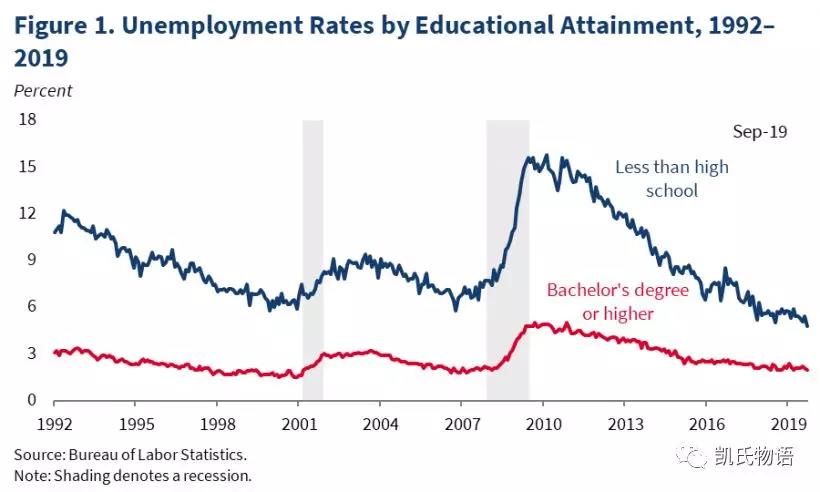 Figure 1. Unemployment Rates by Educational Attainment, 1992–
2019
Percent
18
Sep-19
15
Less than high
school
12
9
Bachelor's degree
or higher
6
3
0
1992 1995 1998 2001 2004 2007 2010 2013 2016 2019
Source: Bureau of Labor Statistics.
Note: Shading denotes a recession.
凯氏物语